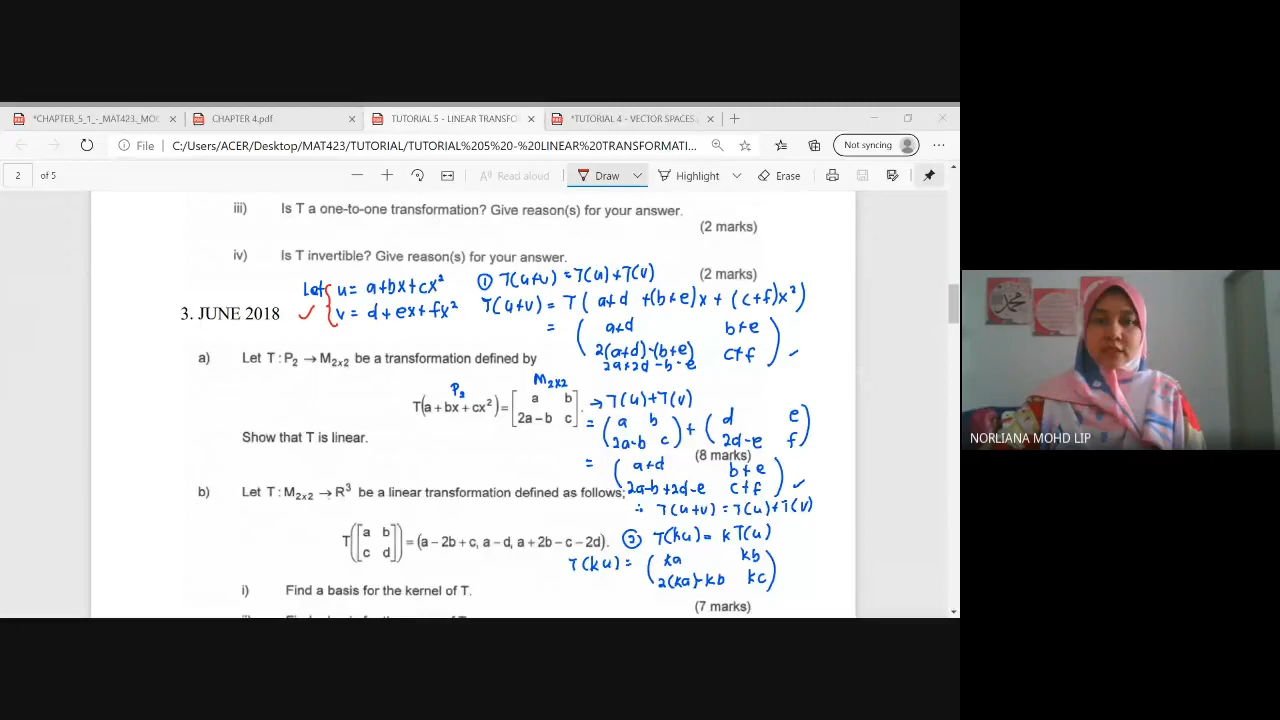 *CHAPTER_5_1_-_MAT423._MOC
CHAPTER 4.pdf
TUTORIAL 5 - LINEAR TRANSFO
*TUTORIAL 4 - VECTOR SPACES.
File C:/Users/ACER/Desktop/MAT423/TUTORIAL/TUTORIAL%205%20-%20LINEAR%20TRANSFORMATI... Not syncing
2 of 5 Read aloud Draw Highlight Erase
iii) Is T a one-to-one transformation? Give reason(s) for your answer.
(2 marks)
iv) Is T invertible? Give reason(s) for your answer.
(2 marks)
Let u = a+bx+cx²
v = d+ex+fx²
① T(u+v) = T(u)+T(v)
T(u+v) = T( a+d +(b+e)x + (c+f)x²)
= ( a+d b+e
2(a+d)-(b+e) c+f ) ✓
2a+2d-b-e
3. JUNE 2018 ✓
a) Let T : P₂ → M₂ₓ₂ be a transformation defined by
P₂ M₂ₓ₂
T(a + bx + cx²) = [ a b
2a – b c ].
→ T(u)+T(v)
= ( a b
2a-b c ) + ( d e
2d-e f )
Show that T is linear.
(8 marks)
= ( a+d b+e
2a-b+2d-e c+f ) ✓
∴ T(u+v) = T(u)+T(v)
b) Let T : M₂ₓ₂ → R³ be a linear transformation defined as follows;
T([ a b
c d ]) = (a – 2b + c, a – d, a + 2b – c – 2d).
② T(ku) = kT(u)
T(ku) = ( ka kb
2(ka)-kb kc )
i) Find a basis for the kernel of T.
(7 marks)
NORLIANA MOHD LIP